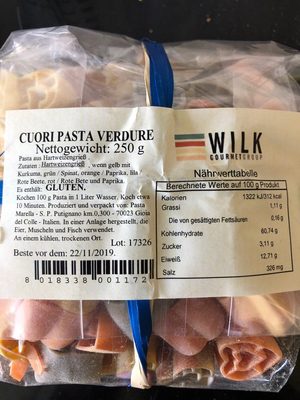 CUORI PASTA VERDURE
Nettogewicht: 250 g
Pasta aus Hartweizengrieß
Zutaten: Hartweizengrieß, wenn gelb mit
Kurkuma, grün / Spinat, orange / Paprika, lila /
Rote Beete, rot / Rote Bete und Paprika.
Es enthält: GLUTEN.
Kochen 100 g Pasta in 1 Liter Wasser, Koch etwa
10 Minuten. Produziert und verpackt von: Pasta
Marella - S. P. Putignano km.0,300 - 70023 Gioia
del Colle - Italien. In einer Anlage hergestellt, die
Eier, Muscheln und Fisch verwendet.
An einem kühlen, trockenen Ort.
Lot: 17326
Beste vor dem: 22/11/2019.
8 018338 001172
WILK
GOURMETGROUP
Nährwerttabelle
Berechnete Werte auf 100 g Produkt
Kalorien 1322 kJ/312 kcal
Grassi 1,11 g
Die von gesättigten Fettsäuren 0,16 g
Kohlenhydrate 60,74 g
Zucker 3,11 g
Eiweiß 12,71 g
Salz 326 mg